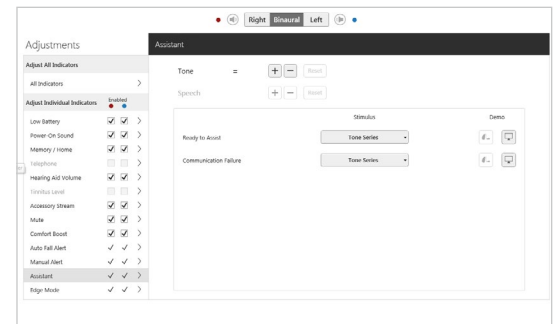 Right Binaural Left
Adjustments
Assistant
Adjust All Indicators
All Indicators
Adjust Individual Indicators Enabled
Low Battery
Power-On Sound
Memory / Home
Telephone
Hearing Aid Volume
Tinnitus Level
Accessory Stream
Mute
Comfort Boost
Auto Fall Alert
Manual Alert
Assistant
Edge Mode
Tone = + − Reset
Speech + − Reset
Stimulus Demo
Ready to Assist Tone Series
Communication Failure Tone Series